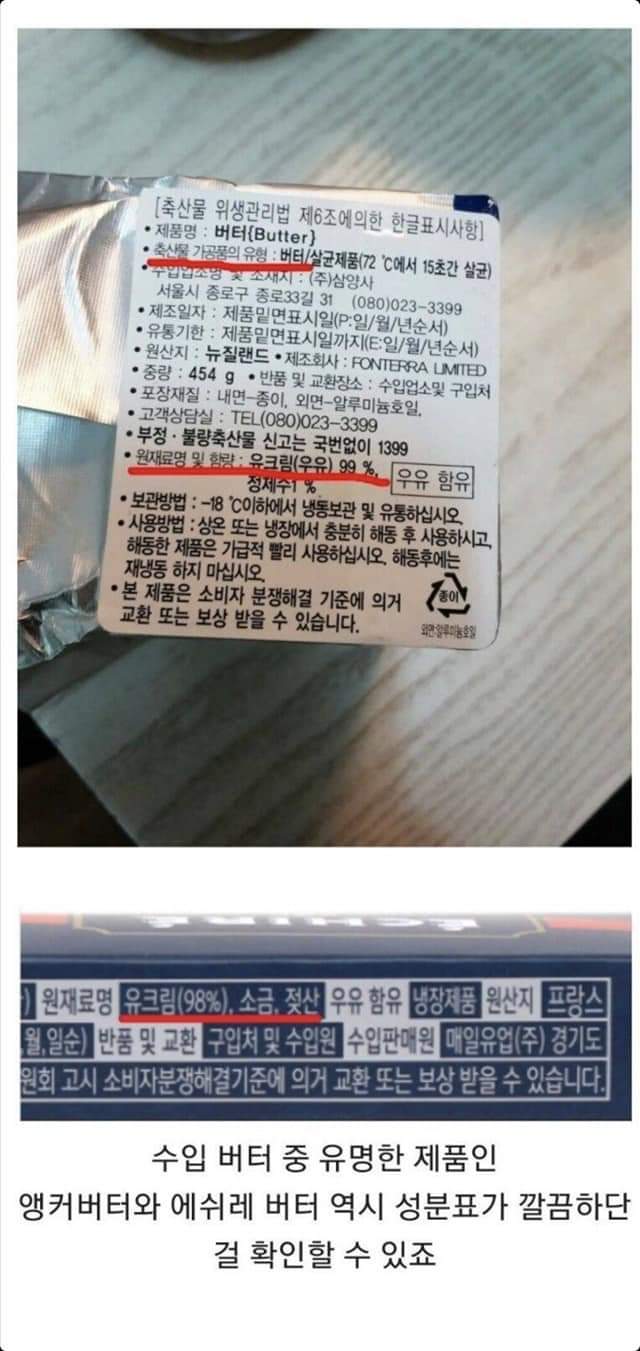 [축산물 위생관리법 제6조에의한 한글표시사항]
• 제품명 : 버터{Butter}
• 축산물 가공품의 유형 : 버터/살균제품(72 ℃에서 15초간 살균)
• 수입업소명 및 소재지 : (주)삼양사
서울시 종로구 종로33길 31 (080)023-3399
• 제조일자 : 제품밑면표시일(P:일/월/년순서)
• 유통기한 : 제품밑면표시일까지(E:일/월/년순서)
• 원산지 : 뉴질랜드 • 제조회사 : FONTERRA LIMITED
• 중량 : 454 g • 반품 및 교환장소 : 수입업소및 구입처
• 포장재질 : 내면-종이, 외면-알루미늄호일,
• 고객상담실 : TEL(080)023-3399
• 부정·불량축산물 신고는 국번없이 1399
• 원재료명 및 함량 : 유크림(우유) 99 %,
정제수1 %
우유 함유
• 보관방법 : -18 ℃이하에서 냉동보관 및 유통하십시오
• 사용방법 : 상온 또는 냉장에서 충분히 해동 후 사용하시고,
해동한 제품은 가급적 빨리 사용하십시오, 해동후에는
재냉동 하지 마십시오,
• 본 제품은 소비자 분쟁해결 기준에 의거
교환 또는 보상 받을 수 있습니다.
종이
외면:알루미늄호일
) 원재료명 유크림(98%), 소금, 젖산 우유 함유 냉장제품 원산지 프랑스
월,일순) 반품 및 교환 구입처 및 수입원 수입판매원 매일유업(주) 경기도
원회 고시 소비자분쟁해결기준에 의거 교환 또는 보상 받을 수 있습니다.
수입 버터 중 유명한 제품인
앵커버터와 에쉬레 버터 역시 성분표가 깔끔하단
걸 확인할 수 있죠